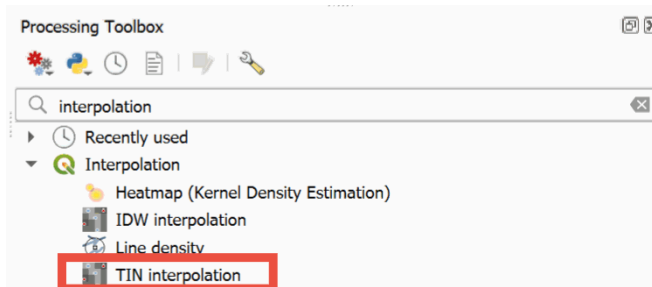 Processing Toolbox
interpolation
Recently used
Interpolation
Heatmap (Kernel Density Estimation)
IDW interpolation
Line density
TIN interpolation